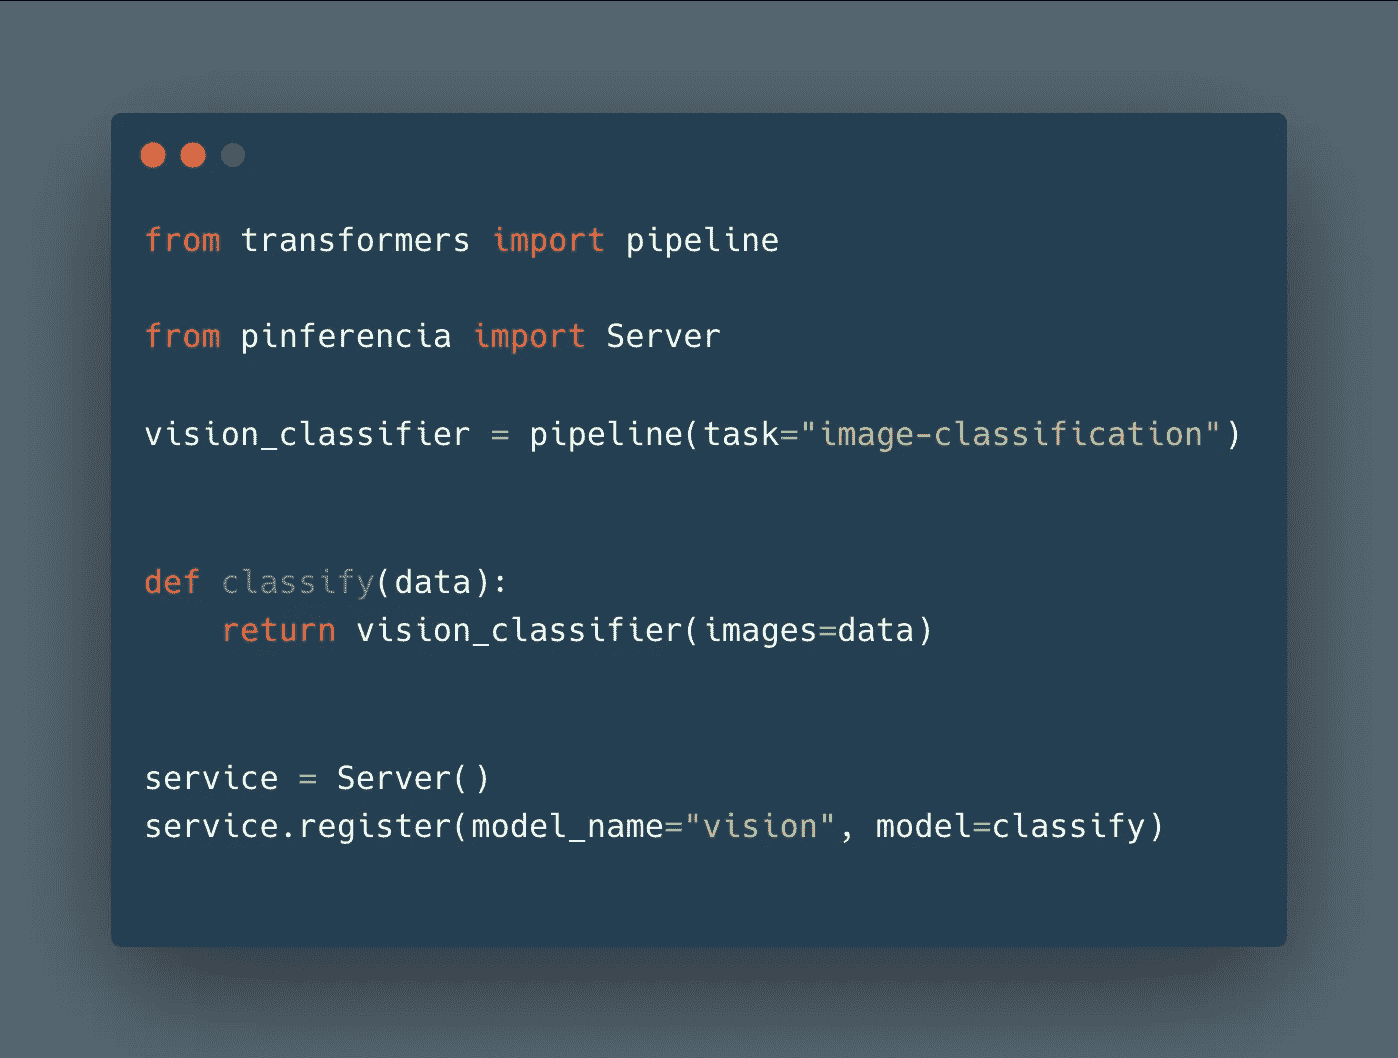 from transformers import pipeline
from pinferencia import Server
vision_classifier = pipeline(task="image-classification")
def classify(data):
    return vision_classifier(images=data)
service = Server()
service.register(model_name="vision", model=classify)